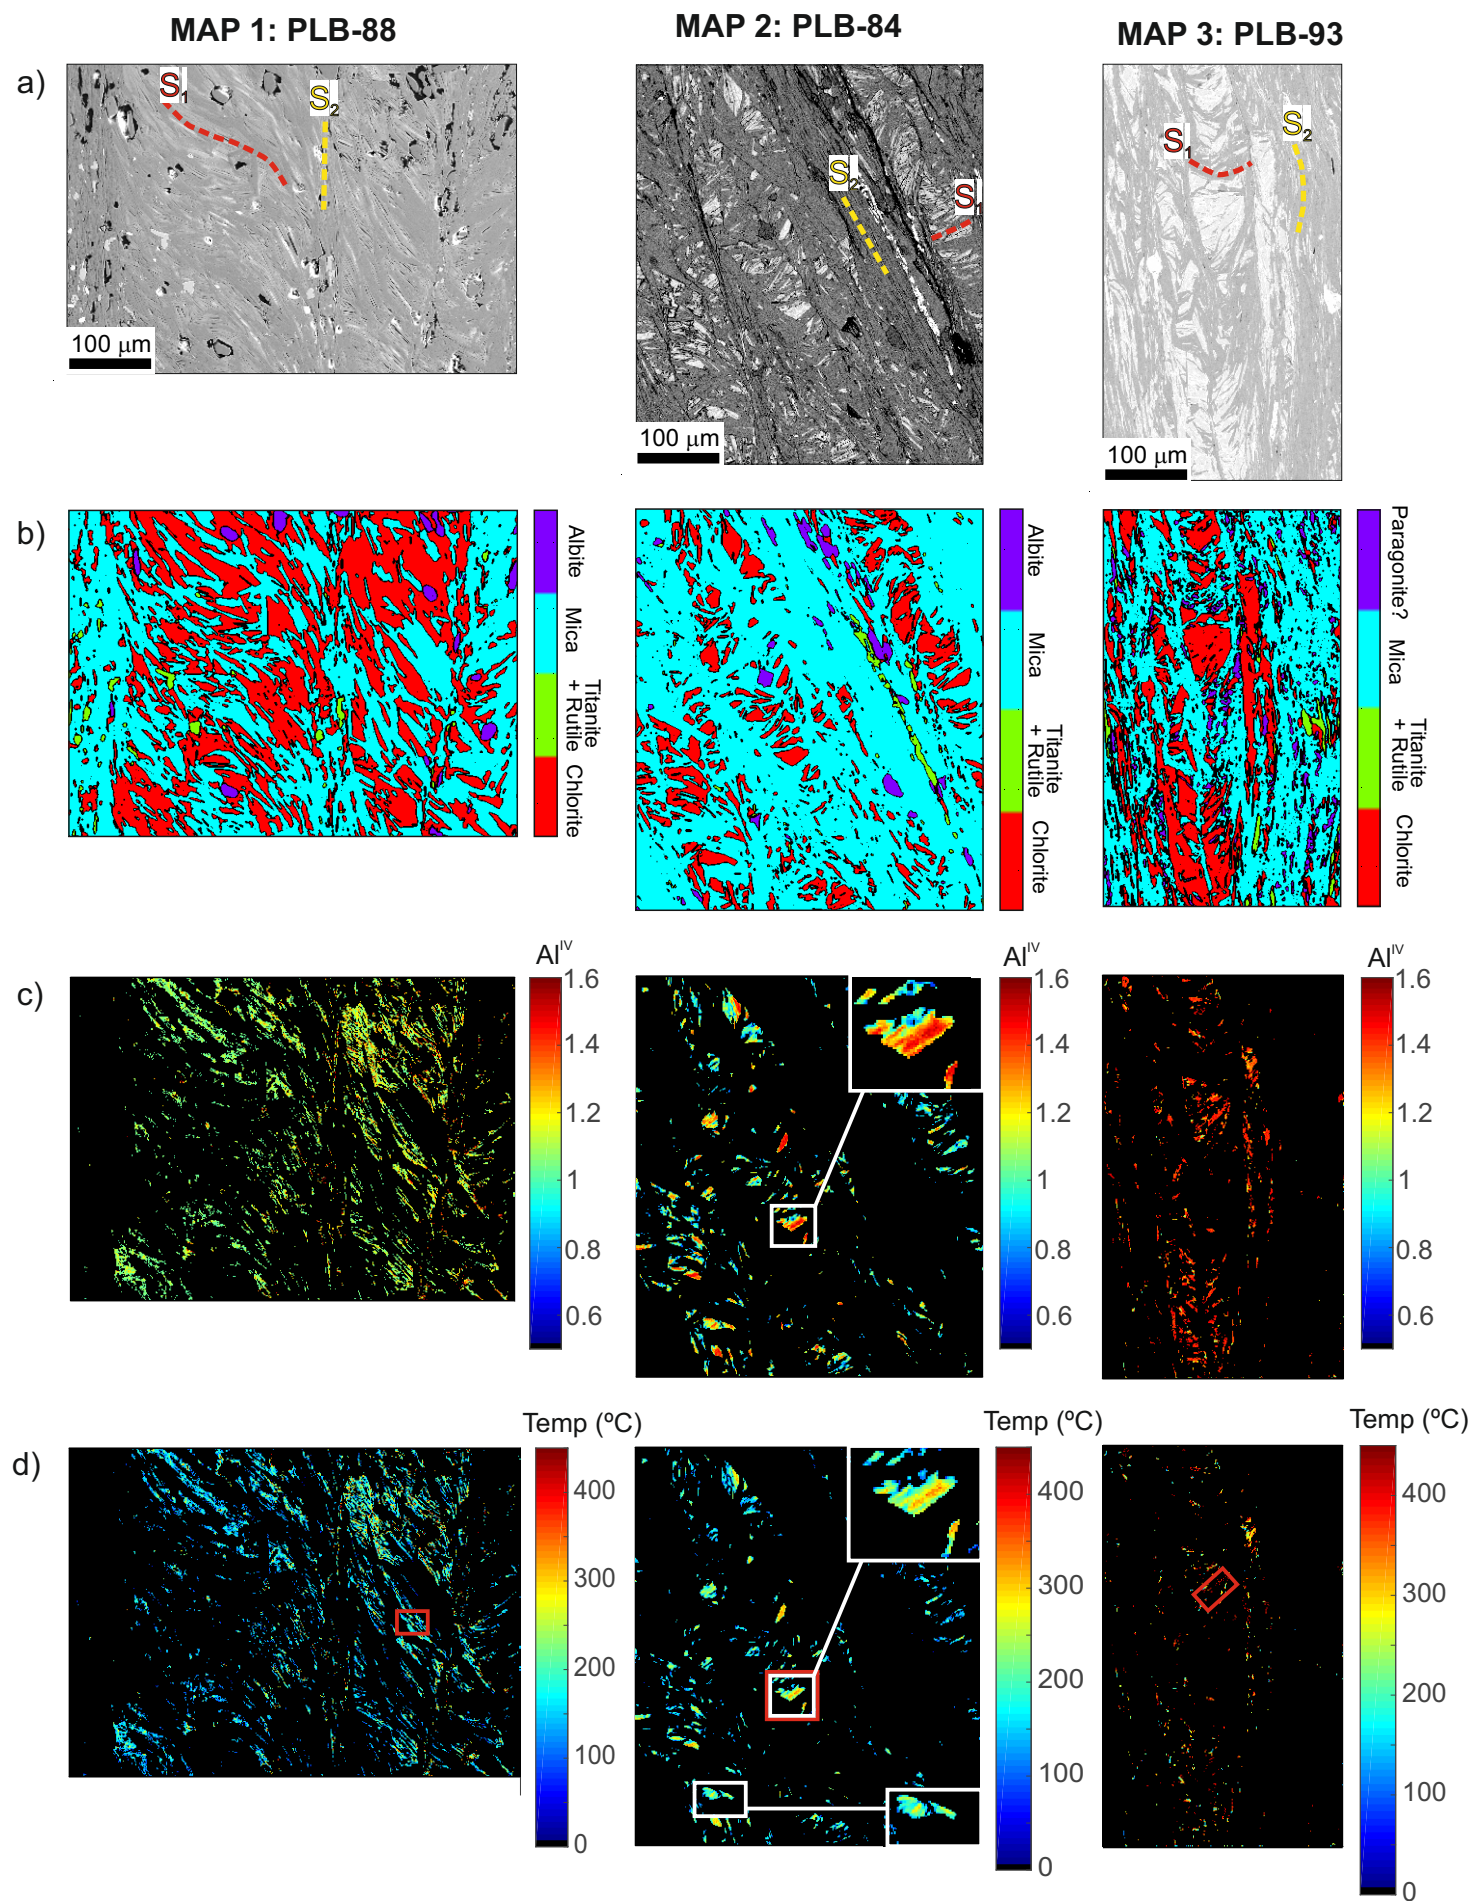 MAP 1: PLB-88
MAP 2: PLB-84
MAP 3: PLB-93
a)
S1
S2
100 μm
S2
S1
100 μm
S1
S2
100 μm
b)
Albite
Mica
Titanite
+ Rutile
Chlorite
Albite
Mica
Titanite
+ Rutile
Chlorite
Paragonite?
Mica
Titanite
+ Rutile
Chlorite
c)
Al^IV
1.6
1.4
1.2
1
0.8
0.6
Al^IV
1.6
1.4
1.2
1
0.8
0.6
Al^IV
1.6
1.4
1.2
1
0.8
0.6
d)
Temp (ºC)
400
300
200
100
0
Temp (ºC)
400
300
200
100
0
Temp (ºC)
400
300
200
100
0